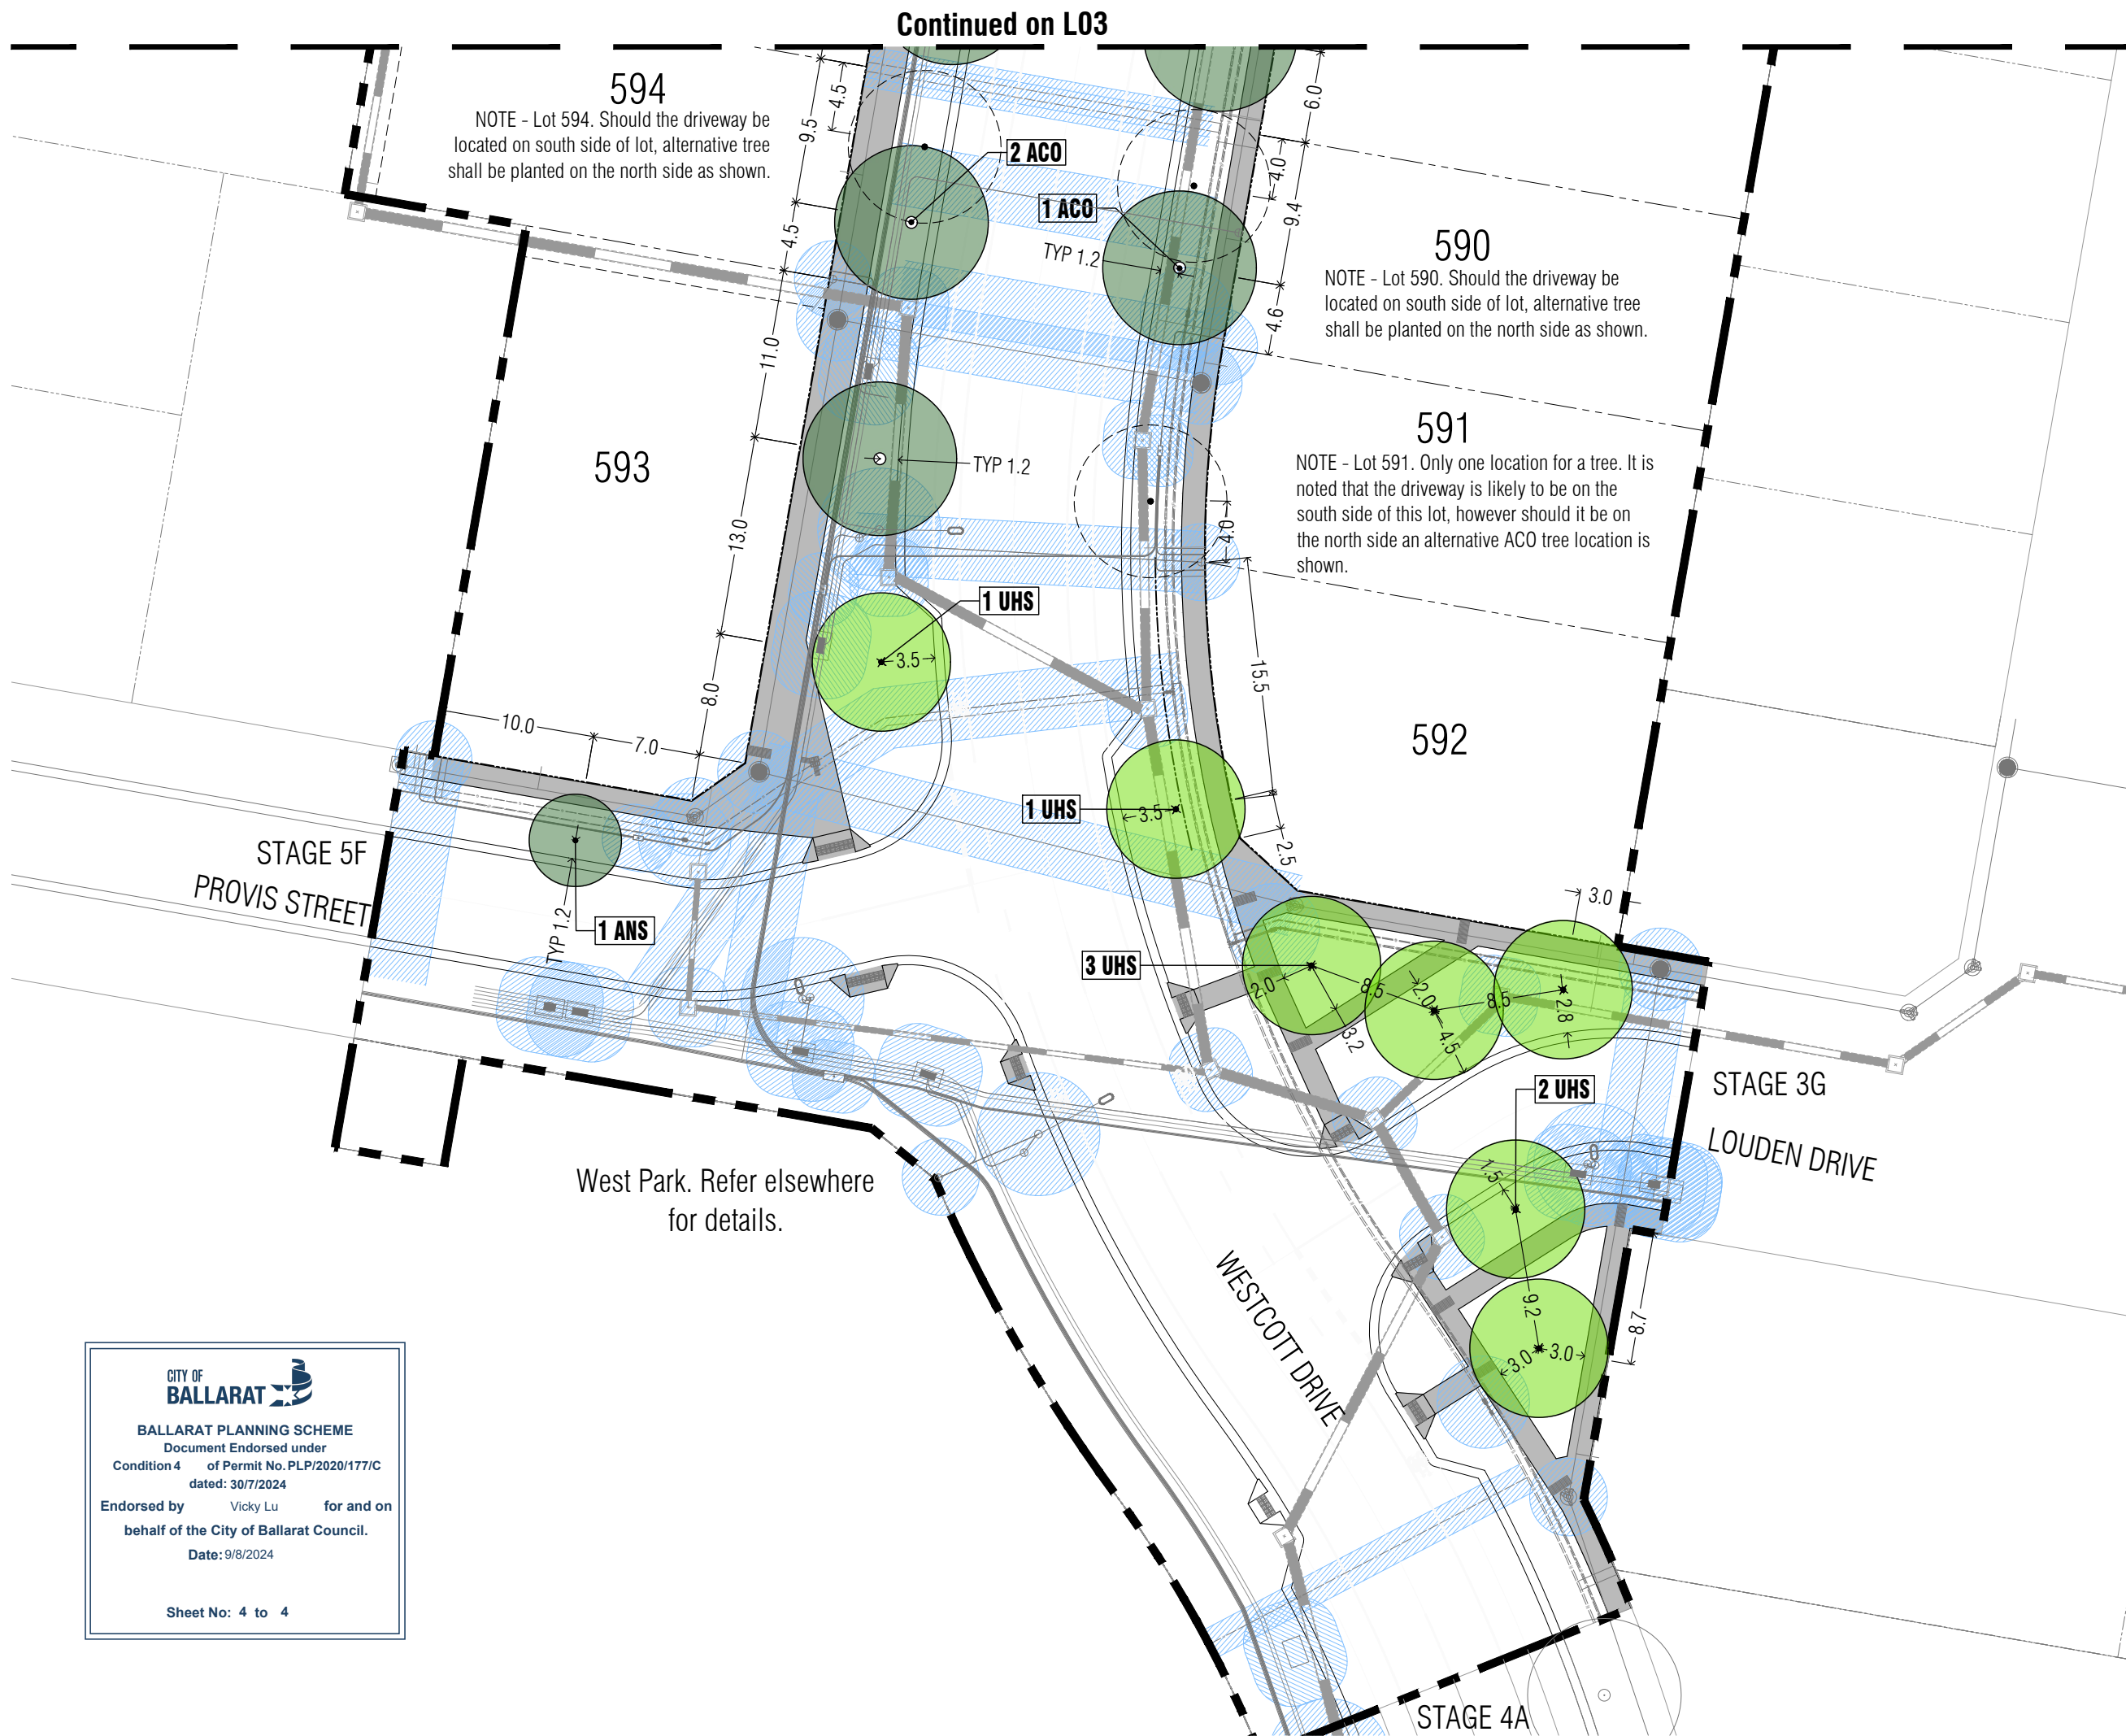 Continued on L03
594
NOTE - Lot 594. Should the driveway be
located on south side of lot, alternative tree
shall be planted on the north side as shown.
9.5
4.5
4.5
11.0
13.0
8.0
10.0
7.0
2 ACO
1 ACO
TYP 1.2
6.0
4.0
9.4
4.6
590
NOTE - Lot 590. Should the driveway be
located on south side of lot, alternative tree
shall be planted on the north side as shown.
591
NOTE - Lot 591. Only one location for a tree. It is
noted that the driveway is likely to be on the
south side of this lot, however should it be on
the north side an alternative ACO tree location is
shown.
593
TYP 1.2
4.0
1 UHS
3.5
15.5
592
1 UHS
3.5
2.5
3.0
STAGE 5F
PROVIS STREET
TYP 1.2
1 ANS
3 UHS
2.0
8.5
2.0
8.5
2.8
3.2
4.5
2 UHS
STAGE 3G
LOUDEN DRIVE
1.5
9.2
3.0
3.0
8.7
West Park. Refer elsewhere
for details.
WESTCOTT DRIVE
STAGE 4A
CITY OF
BALLARAT
BALLARAT PLANNING SCHEME
Document Endorsed under
Condition 4 of Permit No. PLP/2020/177/C
dated: 30/7/2024
Endorsed by Vicky Lu for and on
behalf of the City of Ballarat Council.
Date: 9/8/2024
Sheet No: 4 to 4